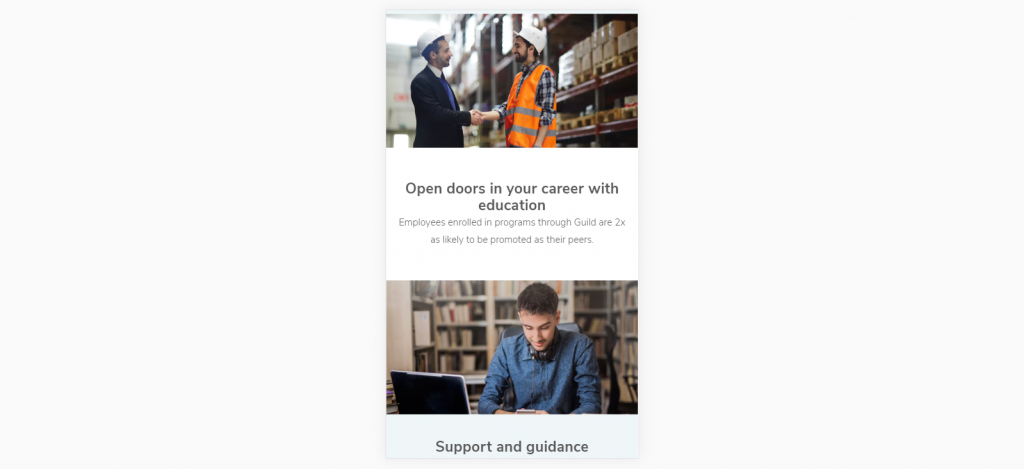 Open doors in your career with
education
Employees enrolled in programs through Guild are 2x
as likely to be promoted as their peers.
Support and guidance